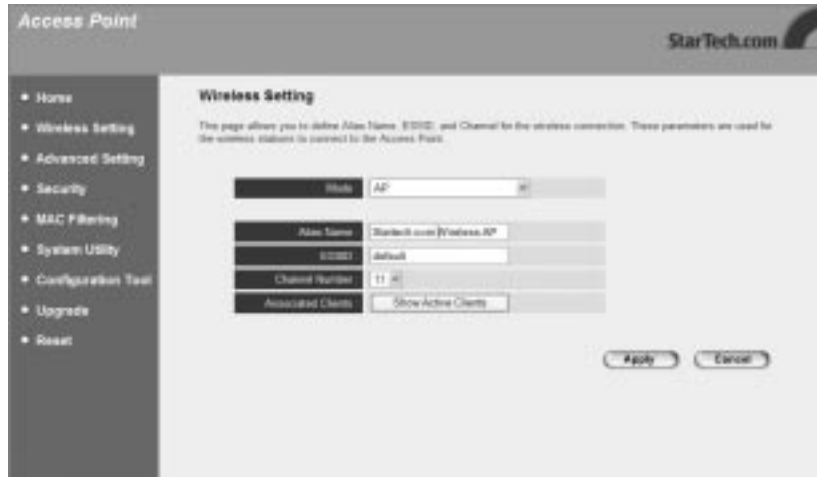 Access Point
StarTech.com
Home
Wireless Setting
Advanced Setting
Security
MAC Filtering
System Utility
Configuration Tool
Upgrade
Reset
Wireless Setting
This page allows you to define Alias Name, ESSID, and Channel for the wireless connection. These parameters are used for
the wireless stations to connect to the Access Point.
Mode AP
Alias Name Startech.com Wireless AP
ESSID default
Channel Number 11
Associated Clients Show Active Clients
Apply Cancel